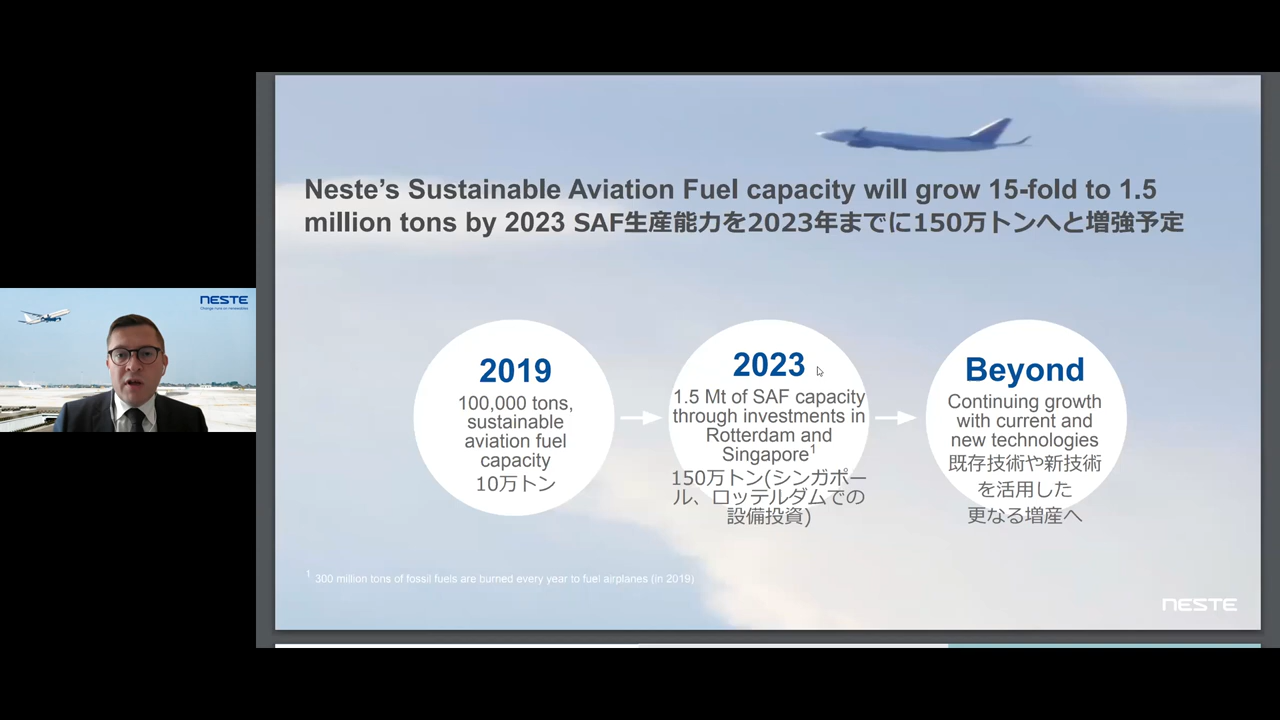 Neste’s Sustainable Aviation Fuel capacity will grow 15-fold to 1.5
million tons by 2023 SAF生産能力を2023年までに150万トンへと増強予定
NESTE
2019
100,000 tons,
sustainable
aviation fuel
capacity
10万トン
2023
1.5 Mt of SAF capacity
through investments in
Rotterdam and
Singapore1
150万トン(シンガポー
ル、ロッテルダムでの
設備投資)
Beyond
Continuing growth
with current and
new technologies
既存技術や新技術
を活用した
更なる増産へ
1 300 million tons of fossil fuels are burned every year to fuel airplanes (in 2019)
NESTE